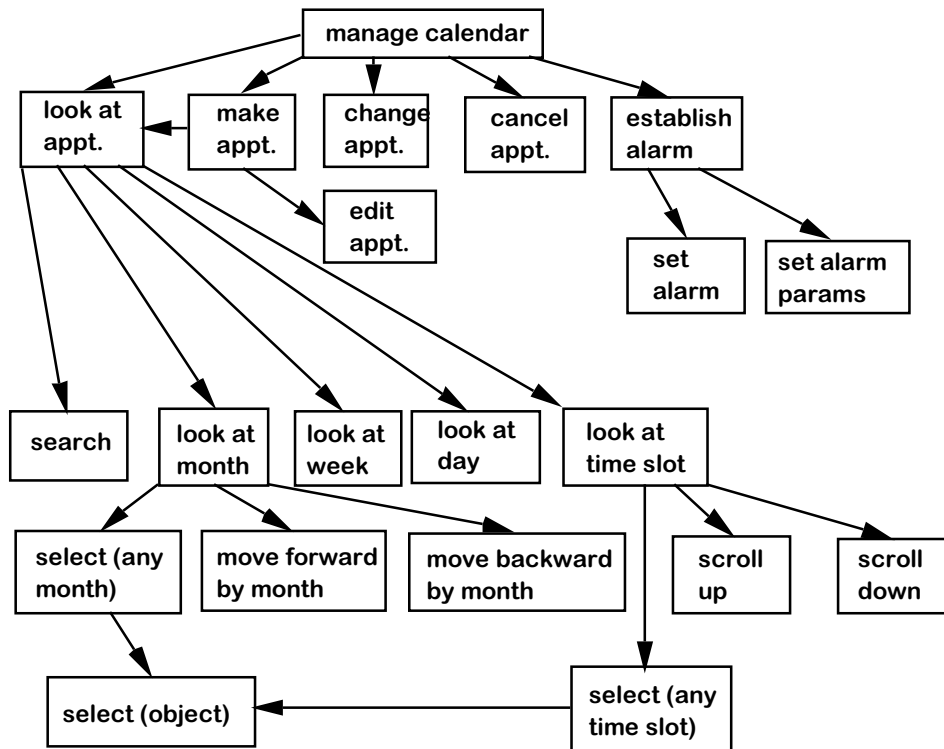 manage calendar
look at
appt.
make
appt.
change
appt.
cancel
appt.
establish
alarm
edit
appt.
set
alarm
set alarm
params
search
look at
month
look at
week
look at
day
look at
time slot
select (any
month)
move forward
by month
move backward
by month
scroll
up
scroll
down
select (object)
select (any
time slot)